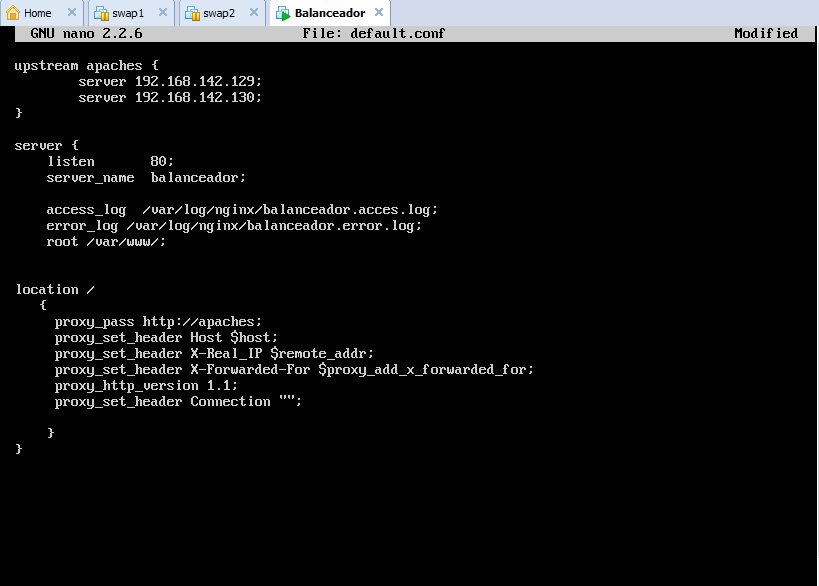 Home swap1 swap2 Balanceador
GNU nano 2.2.6 File: default.conf Modified
upstream apaches {
server 192.168.142.129;
server 192.168.142.130;
}
server {
listen 80;
server_name balanceador;
access_log /var/log/nginx/balanceador.acces.log;
error_log /var/log/nginx/balanceador.error.log;
root /var/www/;
location /
{
proxy_pass http://apaches;
proxy_set_header Host $host;
proxy_set_header X-Real_IP $remote_addr;
proxy_set_header X-Forwarded-For $proxy_add_x_forwarded_for;
proxy_http_version 1.1;
proxy_set_header Connection "";
}
}